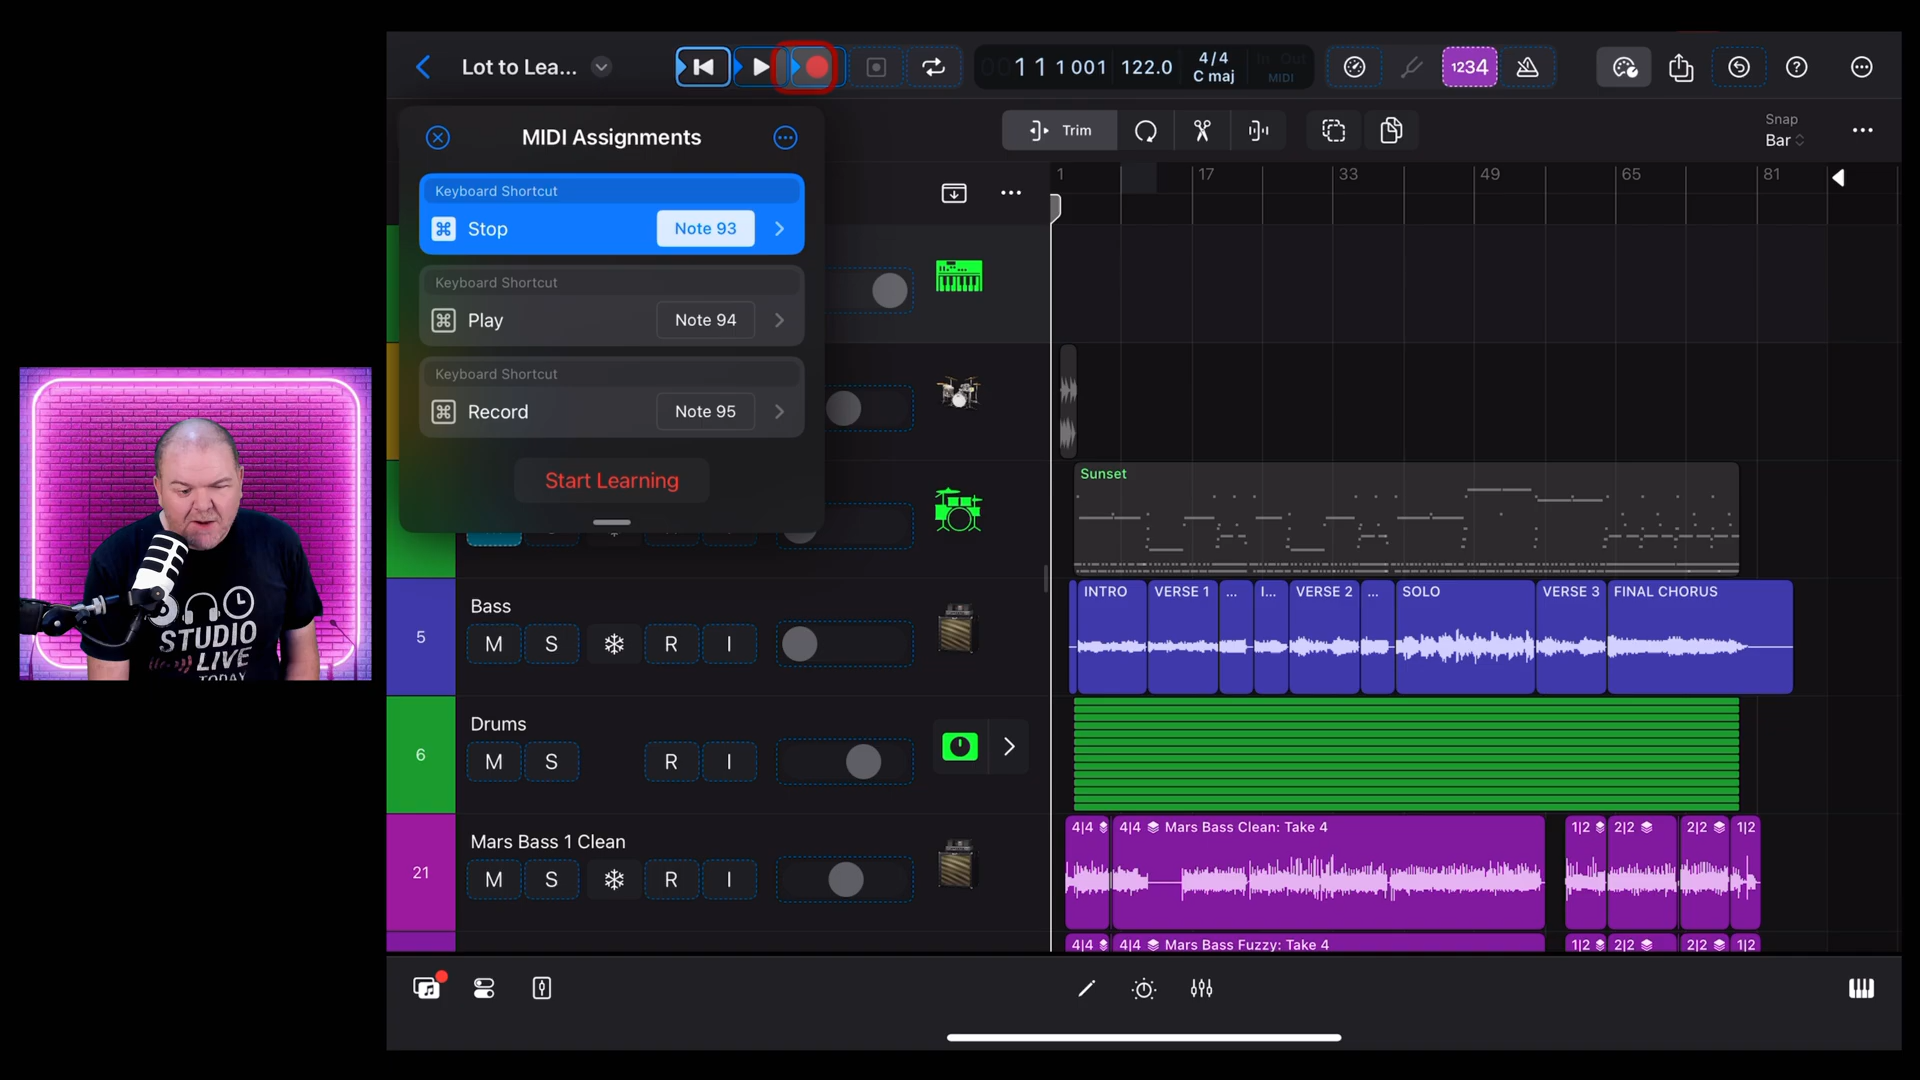 Lot to Lea...
1 1 1 001
122.0
4/4
C maj
In Out
MIDI
1234
MIDI Assignments
Keyboard Shortcut
Stop
Note 93
Keyboard Shortcut
Play
Note 94
Keyboard Shortcut
Record
Note 95
Start Learning
Trim
Snap
Bar
1
17
33
49
65
81
Sunset
5
Bass
M S R I
INTRO
VERSE 1
...
I...
VERSE 2
...
SOLO
VERSE 3
FINAL CHORUS
6
Drums
M S R I
21
Mars Bass 1 Clean
M S R I
4|4
4|4 Mars Bass Clean: Take 4
1|2
2|2
2|2
1|2
4|4
4|4 Mars Bass Fuzzy: Take 4
1|2
2|2
2|2
1|2
STUDIO
LIVE
TODAY